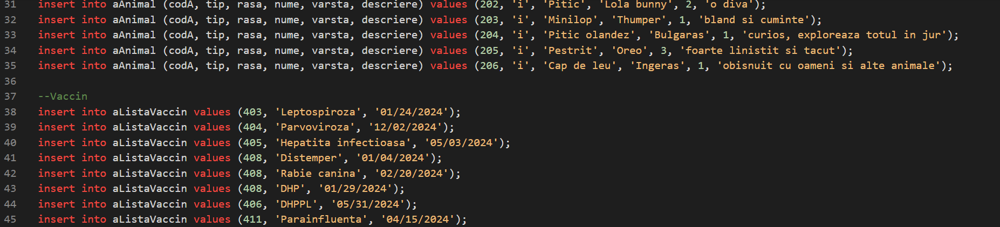 31 insert into aAnimal (codA, tip, rasa, nume, varsta, descriere) values (202, 'i', 'Pitic', 'Lola bunny', 2, 'o diva');
32 insert into aAnimal (codA, tip, rasa, nume, varsta, descriere) values (203, 'i', 'Minilop', 'Thumper', 1, 'bland si cuminte');
33 insert into aAnimal (codA, tip, rasa, nume, varsta, descriere) values (204, 'i', 'Pitic olandez', 'Bulgaras', 1, 'curios, exploreaza totul in jur');
34 insert into aAnimal (codA, tip, rasa, nume, varsta, descriere) values (205, 'i', 'Pestrit', 'Oreo', 3, 'foarte linistit si tacut');
35 insert into aAnimal (codA, tip, rasa, nume, varsta, descriere) values (206, 'i', 'Cap de leu', 'Ingeras', 1, 'obisnuit cu oameni si alte animale');
36
37 --Vaccin
38 insert into aListaVaccin values (403, 'Leptospiroza', '01/24/2024');
39 insert into aListaVaccin values (404, 'Parvoviroza', '12/02/2024');
40 insert into aListaVaccin values (405, 'Hepatita infectioasa', '05/03/2024');
41 insert into aListaVaccin values (408, 'Distemper', '01/04/2024');
42 insert into aListaVaccin values (408, 'Rabie canina', '02/20/2024');
43 insert into aListaVaccin values (408, 'DHP', '01/29/2024');
44 insert into aListaVaccin values (406, 'DHPPL', '05/31/2024');
45 insert into aListaVaccin values (411, 'Parainfluenta', '04/15/2024');